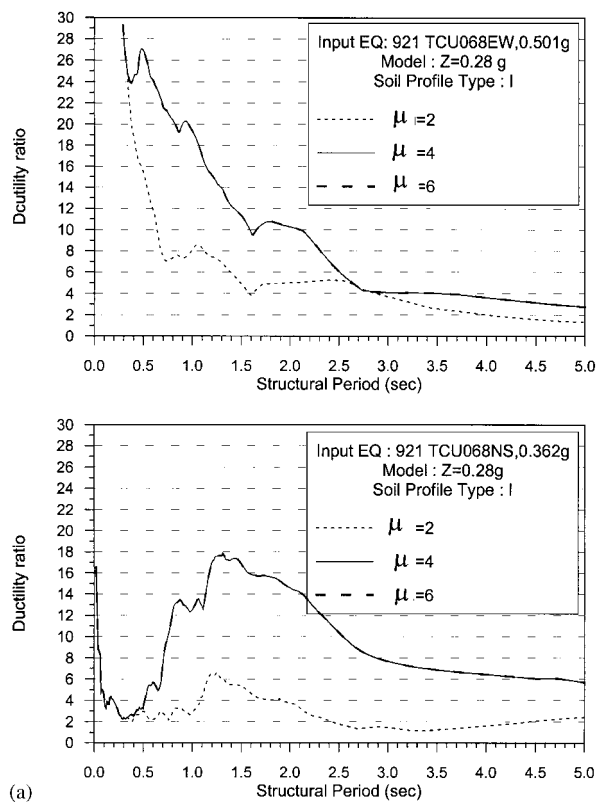 30
28
26
24
22
20
18
16
14
12
10
8
6
4
2
0
Dcutility ratio
Input EQ: 921 TCU068EW,0.501g
Model : Z=0.28 g
Soil Profile Type : I
μ =2
μ =4
μ =6
0.0 0.5 1.0 1.5 2.0 2.5 3.0 3.5 4.0 4.5 5.0
Structural Period (sec)
30
28
26
24
22
20
18
16
14
12
10
8
6
4
2
0
Ductility ratio
Input EQ : 921 TCU068NS,0.362g
Model : Z=0.28g
Soil Profile Type : I
μ =2
μ =4
μ =6
0.0 0.5 1.0 1.5 2.0 2.5 3.0 3.5 4.0 4.5 5.0
Structural Period (sec)
(a)